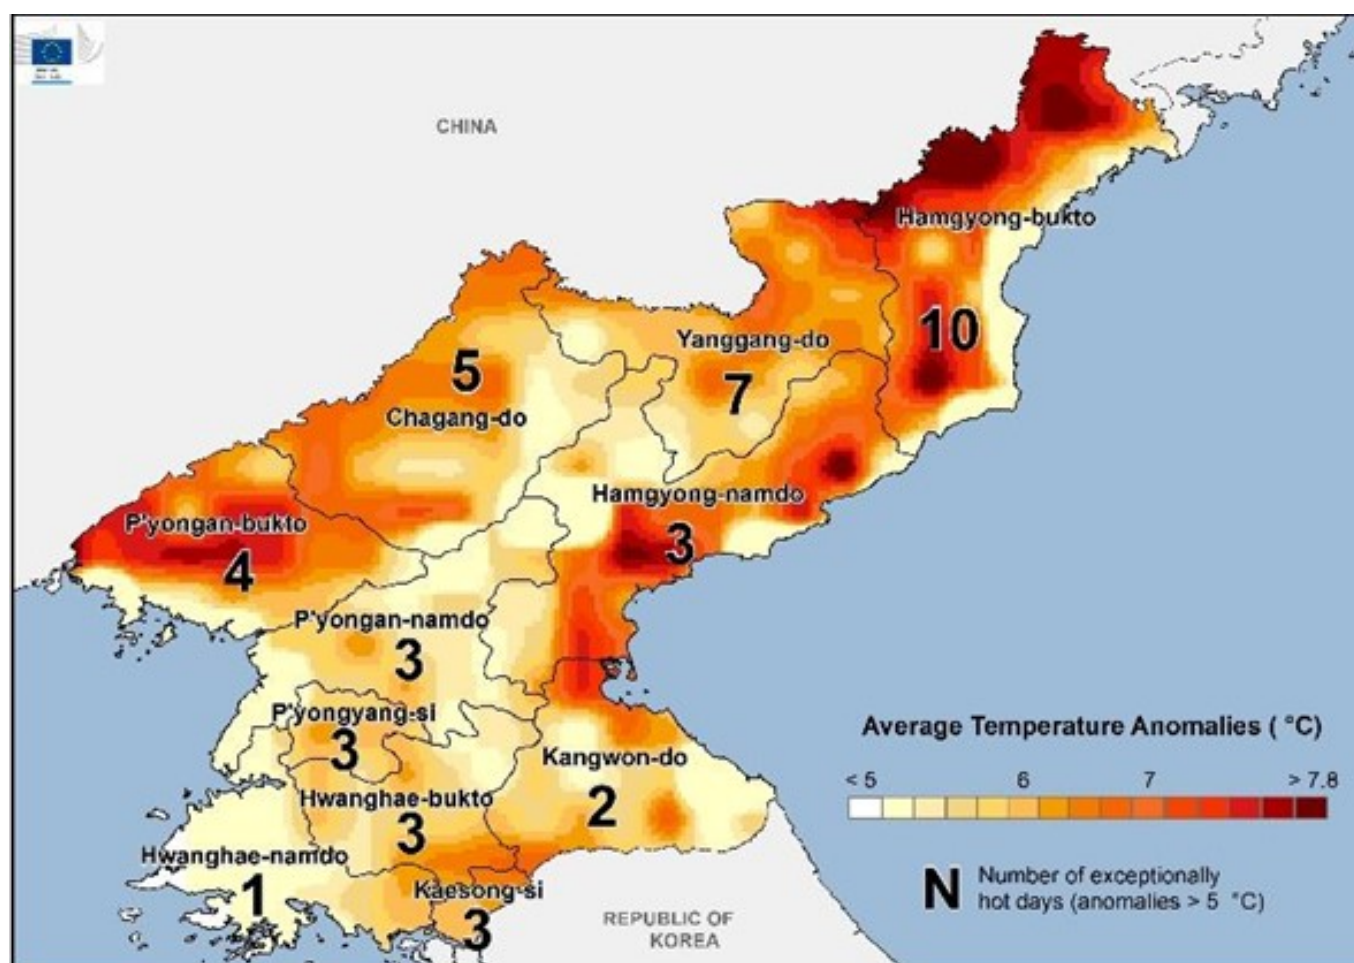 CHINA
Hamgyong-bukto
10
Yanggang-do
7
5
Chagang-do
Hamgyong-namdo
3
P'yongan-bukto
4
P'yongan-namdo
3
P'yongyang-si
3
Kangwon-do
2
Hwanghae-bukto
3
Hwanghae-namdo
1
Kaesong-si
3
REPUBLIC OF
KOREA
Average Temperature Anomalies ( °C)
< 5 6 7 > 7.8
N Number of exceptionally
hot days (anomalies > 5 °C)